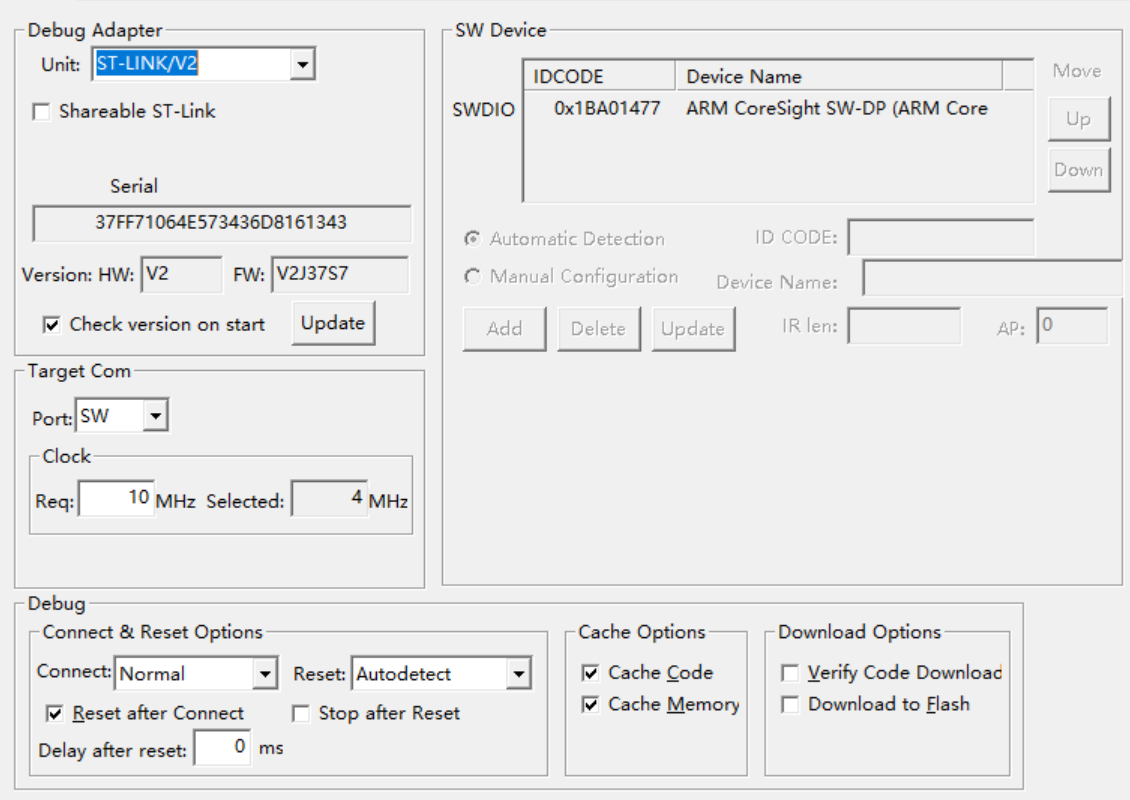 Debug Adapter
Unit: ST-LINK/V2
Shareable ST-Link
Serial
37FF71064E573436D8161343
Version: HW: V2 FW: V2J37S7
Check version on start Update
Target Com
Port: SW
Clock
Req: 10 MHz Selected: 4 MHz
SW Device
IDCODE Device Name Move
SWDIO 0x1BA01477 ARM CoreSight SW-DP (ARM Core
Up
Down
Automatic Detection ID CODE:
Manual Configuration Device Name:
Add Delete Update IR len: AP: 0
Debug
Connect & Reset Options
Connect: Normal Reset: Autodetect
Reset after Connect Stop after Reset
Delay after reset: 0 ms
Cache Options
Cache Code
Cache Memory
Download Options
Verify Code Download
Download to Flash